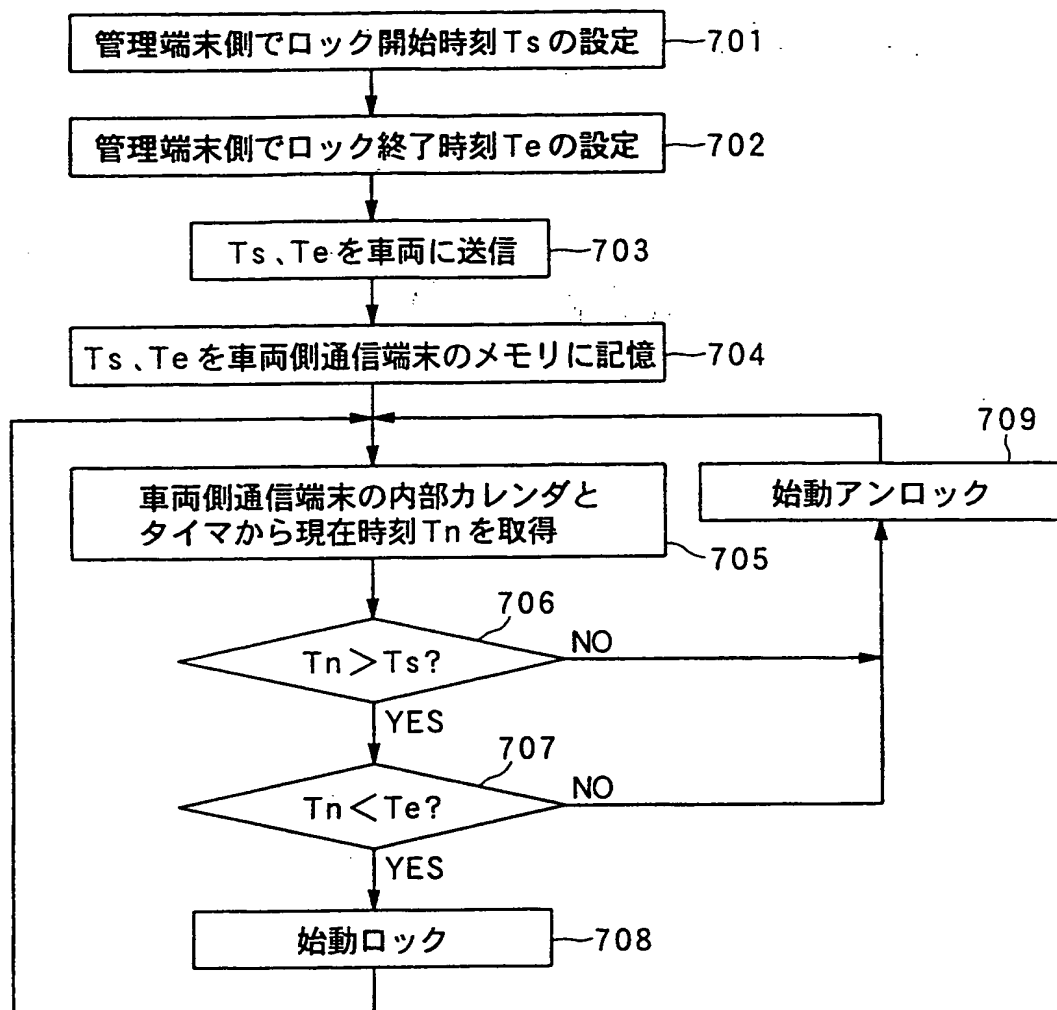 管理端末側でロック開始時刻Tsの設定 701
管理端末側でロック終了時刻Teの設定 702
Ts、Teを車両に送信 703
Ts、Teを車両側通信端末のメモリに記憶 704
709
始動アンロック
車両側通信端末の内部カレンダと
タイマから現在時刻Tnを取得
705
706
Tn＞Ts? NO
YES
707
Tn＜Te? NO
YES
始動ロック 708